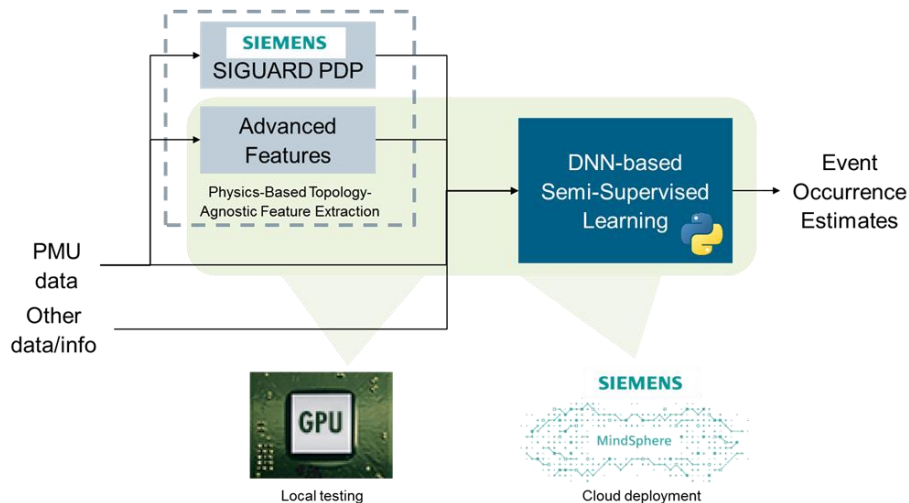 SIEMENS
SIGUARD PDP
Advanced
Features
Physics-Based Topology-
Agnostic Feature Extraction
DNN-based
Semi-Supervised
Learning
Event
Occurrence
Estimates
PMU
data
Other
data/info
GPU
Local testing
SIEMENS
MindSphere
Cloud deployment